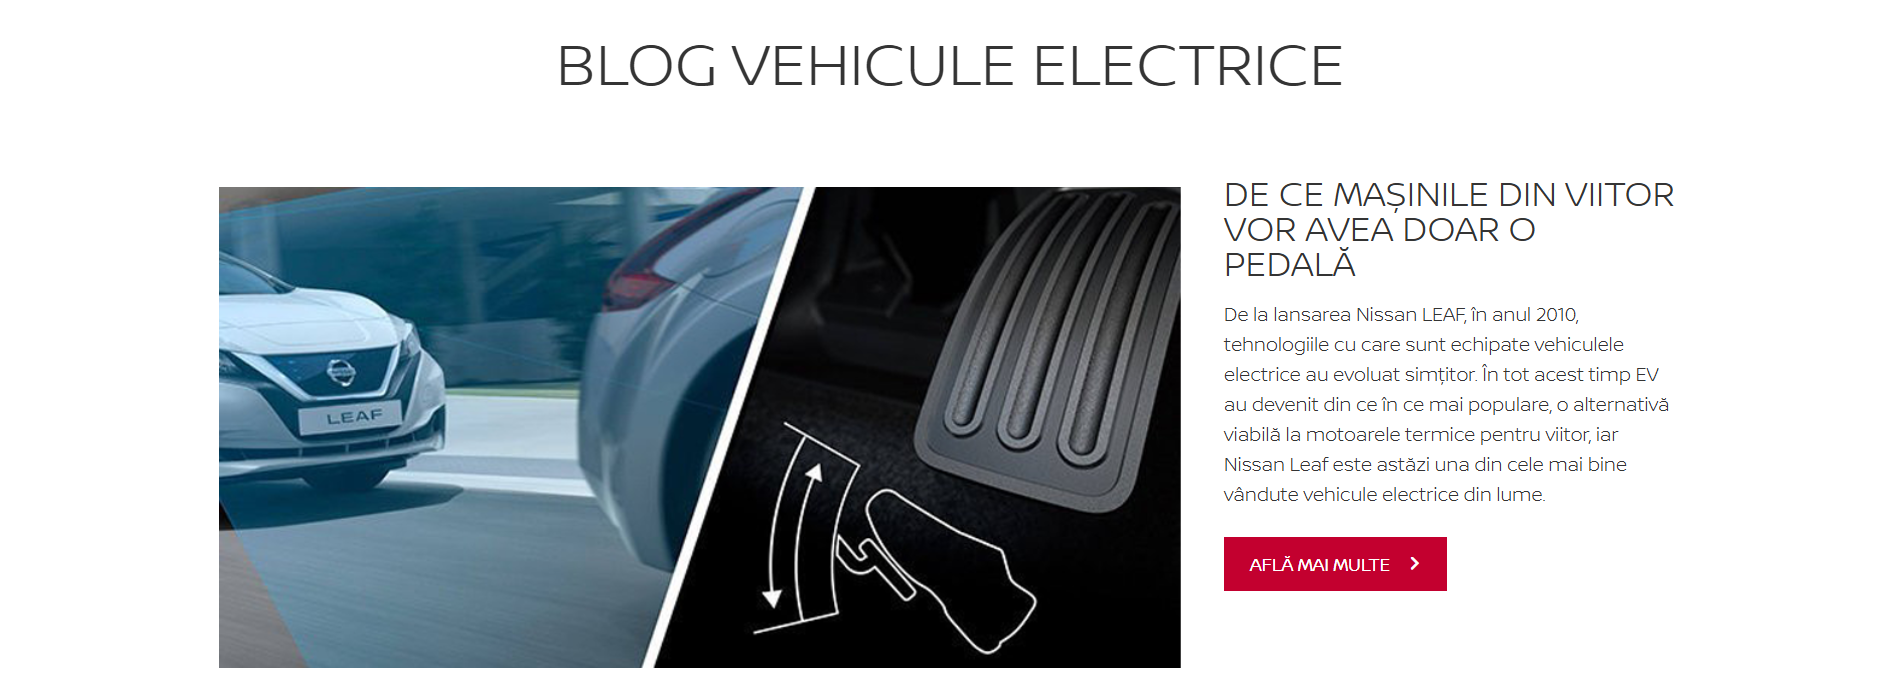 BLOG VEHICULE ELECTRICE
LEAF
DE CE MAȘINILE DIN VIITOR
VOR AVEA DOAR O
PEDALĂ
De la lansarea Nissan LEAF, în anul 2010,
tehnologiile cu care sunt echipate vehiculele
electrice au evoluat simțitor. În tot acest timp EV
au devenit din ce în ce mai populare, o alternativă
viabilă la motoarele termice pentru viitor, iar
Nissan Leaf este astăzi una din cele mai bine
vândute vehicule electrice din lume.
AFLĂ MAI MULTE